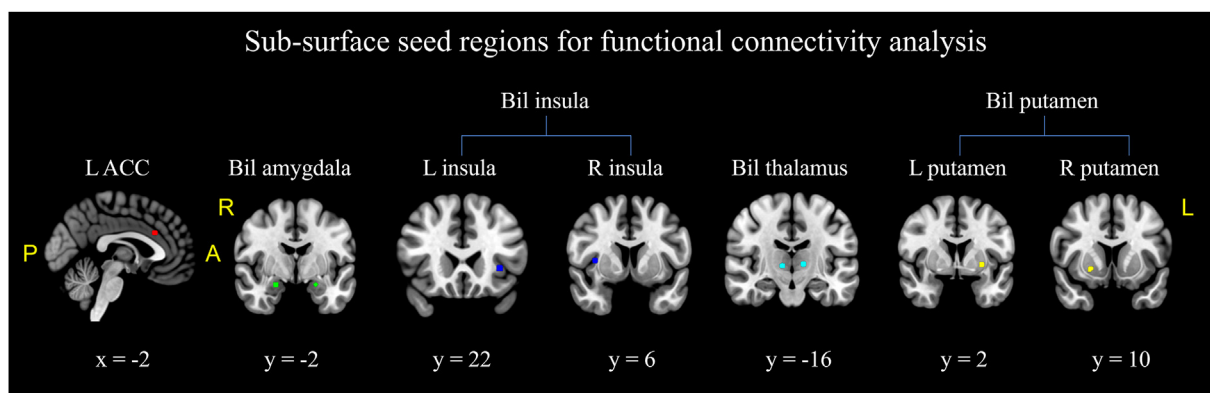 Sub-surface seed regions for functional connectivity analysis
Bil insula
Bil putamen
L ACC
Bil amygdala
L insula
R insula
Bil thalamus
L putamen
R putamen
P
A
R
L
x = -2
y = -2
y = 22
y = 6
y = -16
y = 2
y = 10